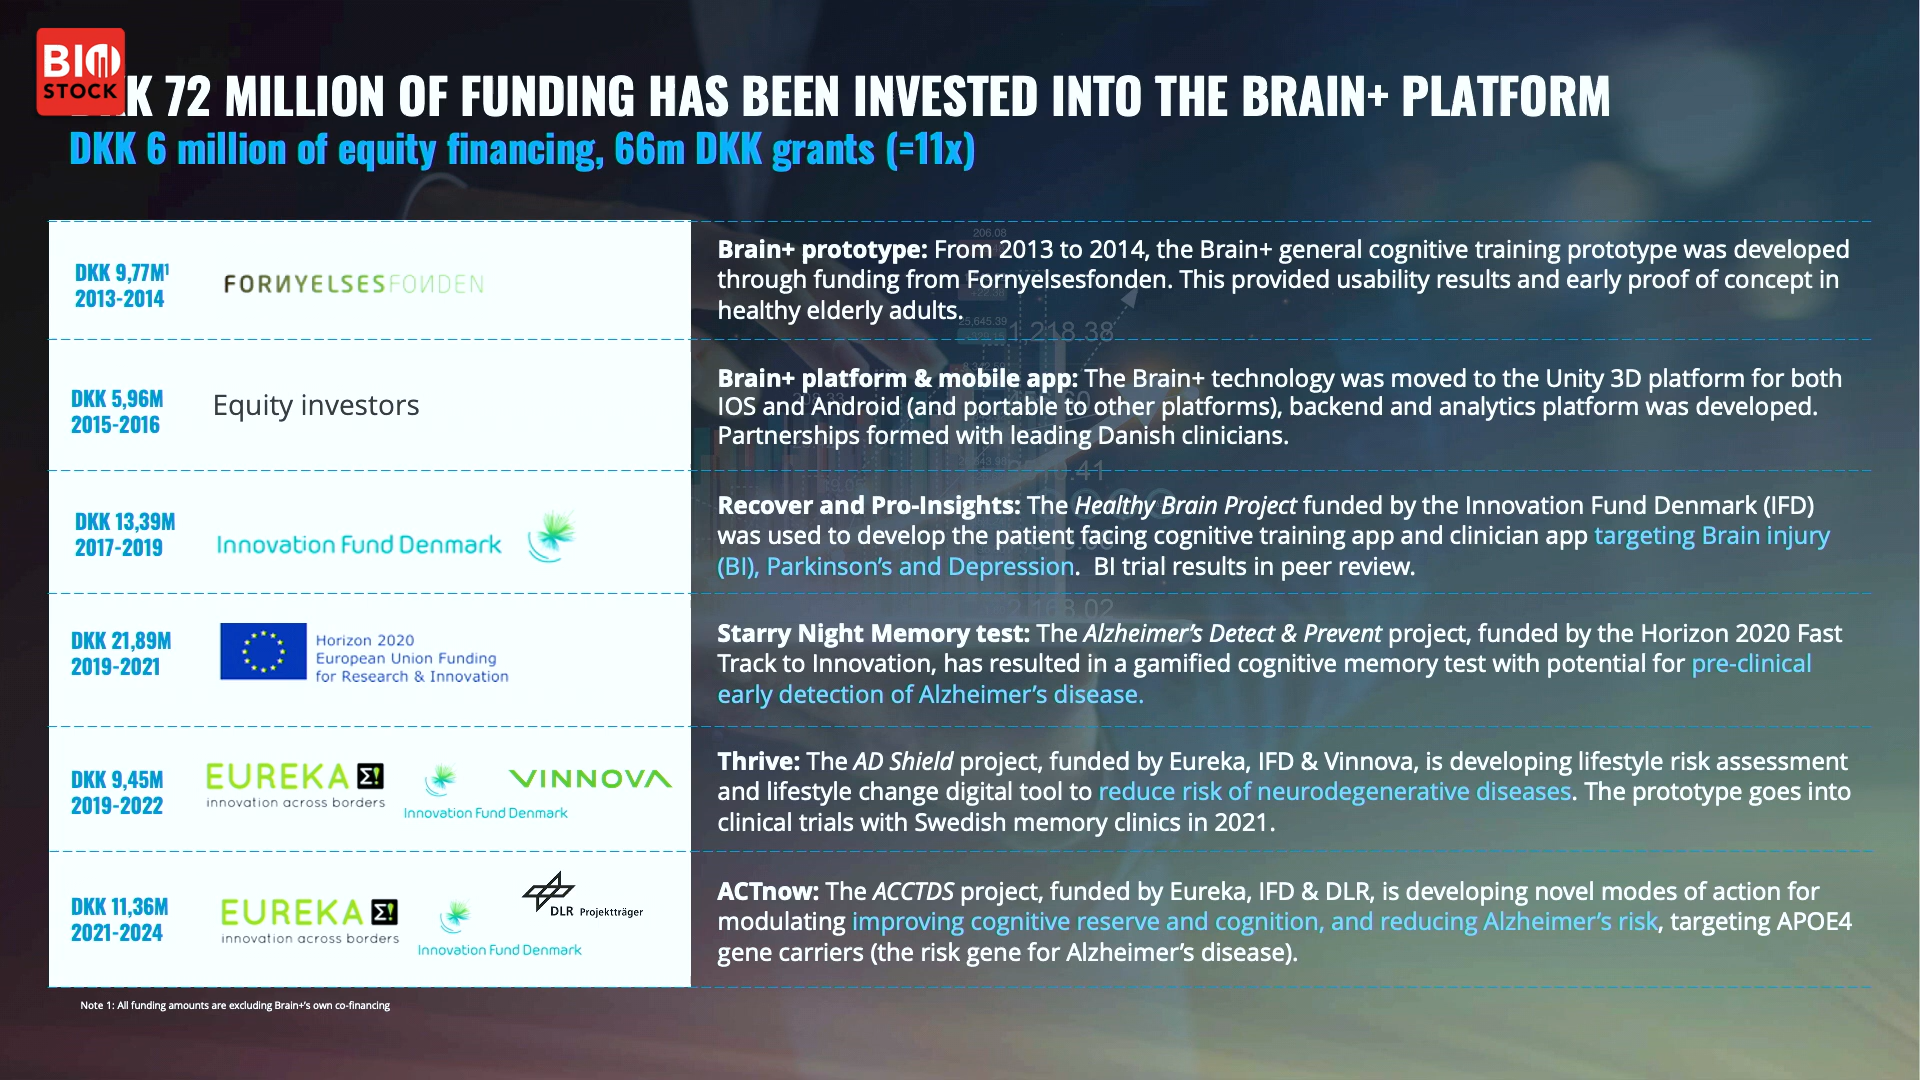 BIO
STOCK
DKK 72 MILLION OF FUNDING HAS BEEN INVESTED INTO THE BRAIN+ PLATFORM
DKK 6 million of equity financing, 66m DKK grants (=11x)
DKK 9,77M¹
2013-2014
FORNYELSESFONDEN
Brain+ prototype: From 2013 to 2014, the Brain+ general cognitive training prototype was developed
through funding from Fornyelsesfonden. This provided usability results and early proof of concept in
healthy elderly adults.
DKK 5,96M
2015-2016
Equity investors
Brain+ platform & mobile app: The Brain+ technology was moved to the Unity 3D platform for both
IOS and Android (and portable to other platforms), backend and analytics platform was developed.
Partnerships formed with leading Danish clinicians.
DKK 13,39M
2017-2019
Innovation Fund Denmark
Recover and Pro-Insights: The Healthy Brain Project funded by the Innovation Fund Denmark (IFD)
was used to develop the patient facing cognitive training app and clinician app targeting Brain injury
(BI), Parkinson's and Depression. BI trial results in peer review.
DKK 21,89M
2019-2021
Horizon 2020
European Union Funding
for Research & Innovation
Starry Night Memory test: The Alzheimer's Detect & Prevent project, funded by the Horizon 2020 Fast
Track to Innovation, has resulted in a gamified cognitive memory test with potential for pre-clinical
early detection of Alzheimer's disease.
DKK 9,45M
2019-2022
EUREKA Σ!
innovation across borders
Innovation Fund Denmark
VINNOVA
Thrive: The AD Shield project, funded by Eureka, IFD & Vinnova, is developing lifestyle risk assessment
and lifestyle change digital tool to reduce risk of neurodegenerative diseases. The prototype goes into
clinical trials with Swedish memory clinics in 2021.
DKK 11,36M
2021-2024
EUREKA Σ!
innovation across borders
Innovation Fund Denmark
DLR Projektträger
ACTnow: The ACCTDS project, funded by Eureka, IFD & DLR, is developing novel modes of action for
modulating improving cognitive reserve and cognition, and reducing Alzheimer's risk, targeting APOE4
gene carriers (the risk gene for Alzheimer's disease).
Note 1: All funding amounts are excluding Brain+'s own co-financing
206.08
25,645.39
1,218.38
2,168.02